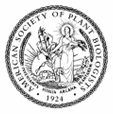 AMERICAN SOCIETY OF PLANT BIOLOGISTS
1924